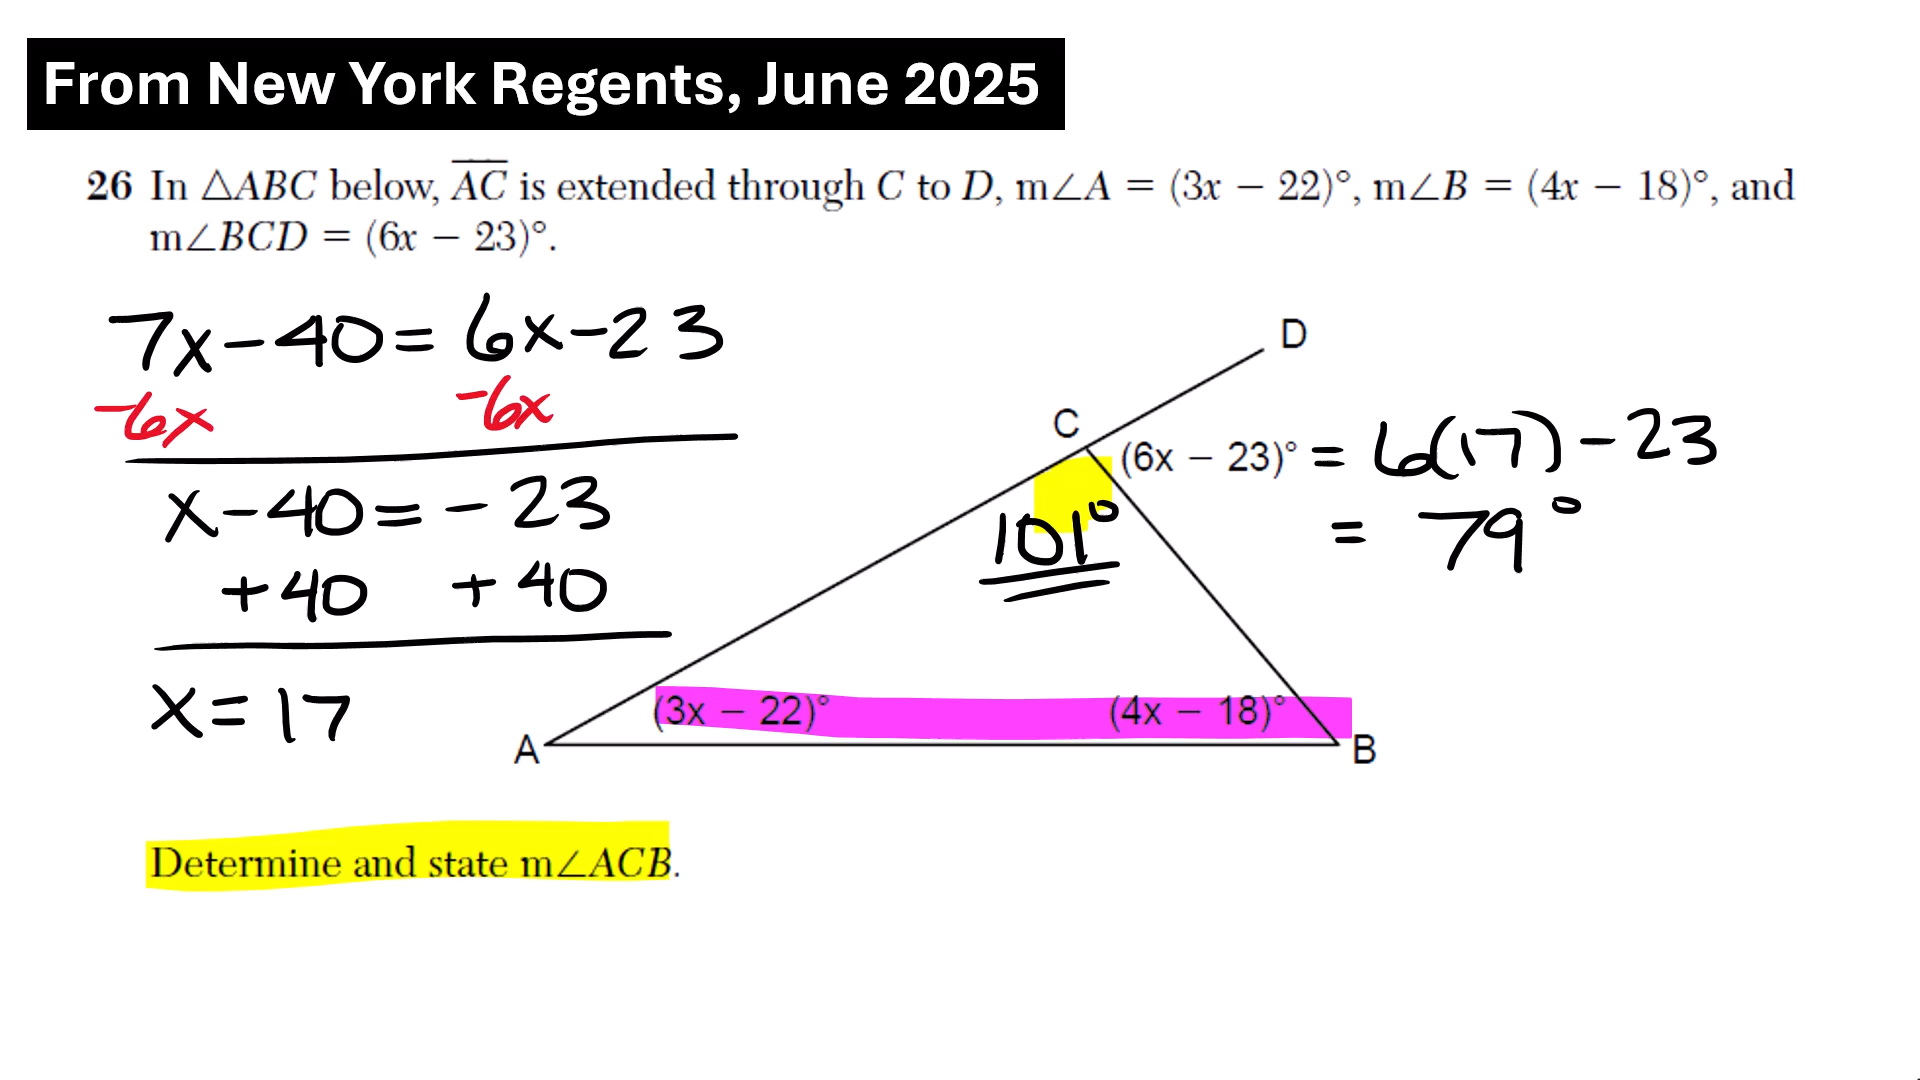 From New York Regents, June 2025
26 In △ABC below, A̅C̅ is extended through C to D, m∠A = (3x − 22)°, m∠B = (4x − 18)°, and
m∠BCD = (6x − 23)°.
7x-40=6x-23
-6x -6x
x-40=-23
+40 +40
x=17
D
C
(6x − 23)° = 6(17)-23
= 79°
101°
(3x − 22)° (4x − 18)°
A B
Determine and state m∠ACB.